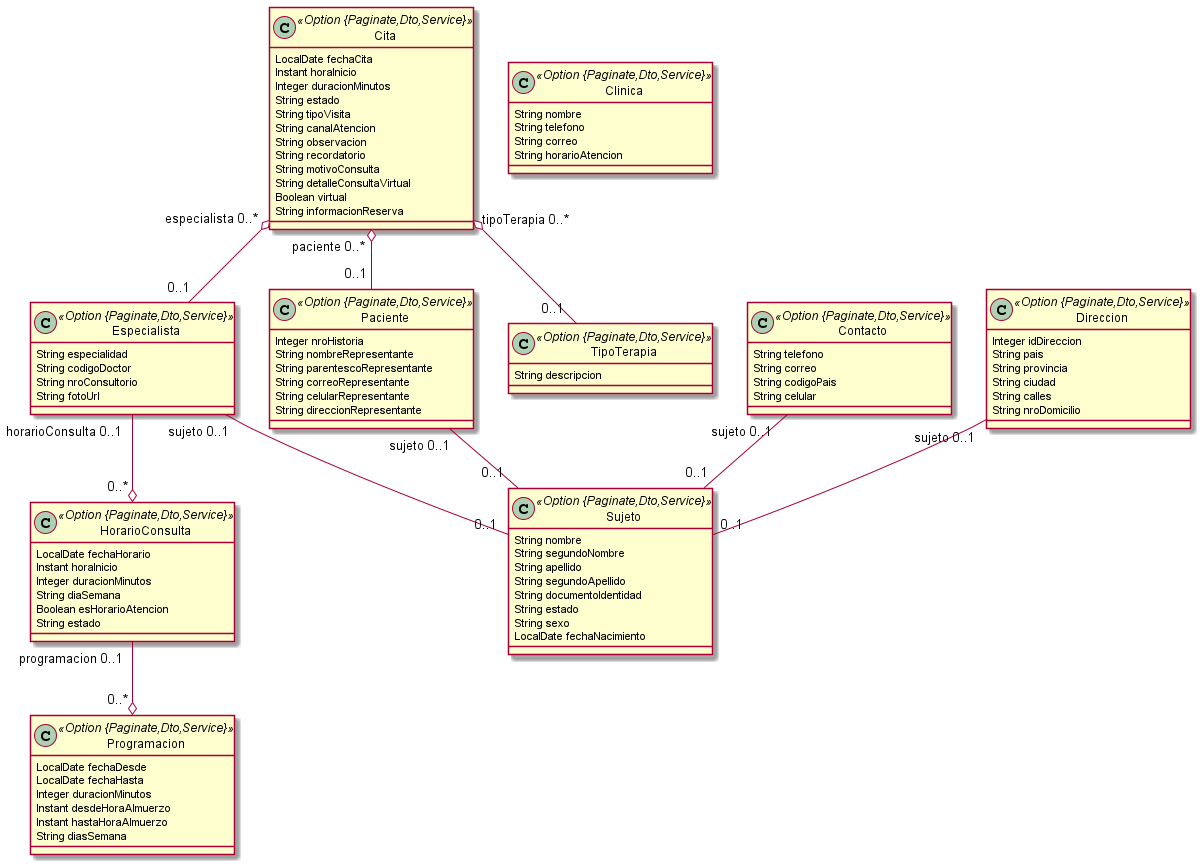 C
«Option {Paginate,Dto,Service}»
Cita
LocalDate fechaCita
Instant horaInicio
Integer duracionMinutos
String estado
String tipoVisita
String canalAtencion
String observacion
String recordatorio
String motivoConsulta
String detalleConsultaVirtual
Boolean virtual
String informacionReserva
C
«Option {Paginate,Dto,Service}»
Clinica
String nombre
String telefono
String correo
String horarioAtencion
especialista 0..*
paciente 0..*
tipoTerapia 0..*
0..1
0..1
0..1
C
«Option {Paginate,Dto,Service}»
Especialista
String especialidad
String codigoDoctor
String nroConsultorio
String fotoUrl
C
«Option {Paginate,Dto,Service}»
Paciente
Integer nroHistoria
String nombreRepresentante
String parentescoRepresentante
String correoRepresentante
String celularRepresentante
String direccionRepresentante
C
«Option {Paginate,Dto,Service}»
TipoTerapia
String descripcion
C
«Option {Paginate,Dto,Service}»
Contacto
String telefono
String correo
String codigoPais
String celular
C
«Option {Paginate,Dto,Service}»
Direccion
Integer idDireccion
String pais
String provincia
String ciudad
String calles
String nroDomicilio
horarioConsulta 0..1
sujeto 0..1
sujeto 0..1
sujeto 0..1
sujeto 0..1
0..*
0..1
0..1
0..1
0..1
C
«Option {Paginate,Dto,Service}»
HorarioConsulta
LocalDate fechaHorario
Instant horaInicio
Integer duracionMinutos
String diaSemana
Boolean esHorarioAtencion
String estado
C
«Option {Paginate,Dto,Service}»
Sujeto
String nombre
String segundoNombre
String apellido
String segundoApellido
String documentoIdentidad
String estado
String sexo
LocalDate fechaNacimiento
programacion 0..1
0..*
C
«Option {Paginate,Dto,Service}»
Programacion
LocalDate fechaDesde
LocalDate fechaHasta
Integer duracionMinutos
Instant desdeHoraAlmuerzo
Instant hastaHoraAlmuerzo
String diasSemana